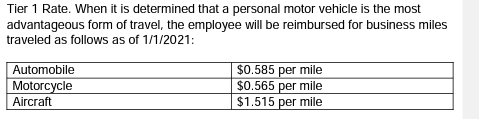 Tier 1 Rate. When it is determined that a personal motor vehicle is the most
advantageous form of travel, the employee will be reimbursed for business miles
traveled as follows as of 1/1/2021:
Automobile $0.585 per mile
Motorcycle $0.565 per mile
Aircraft $1.515 per mile